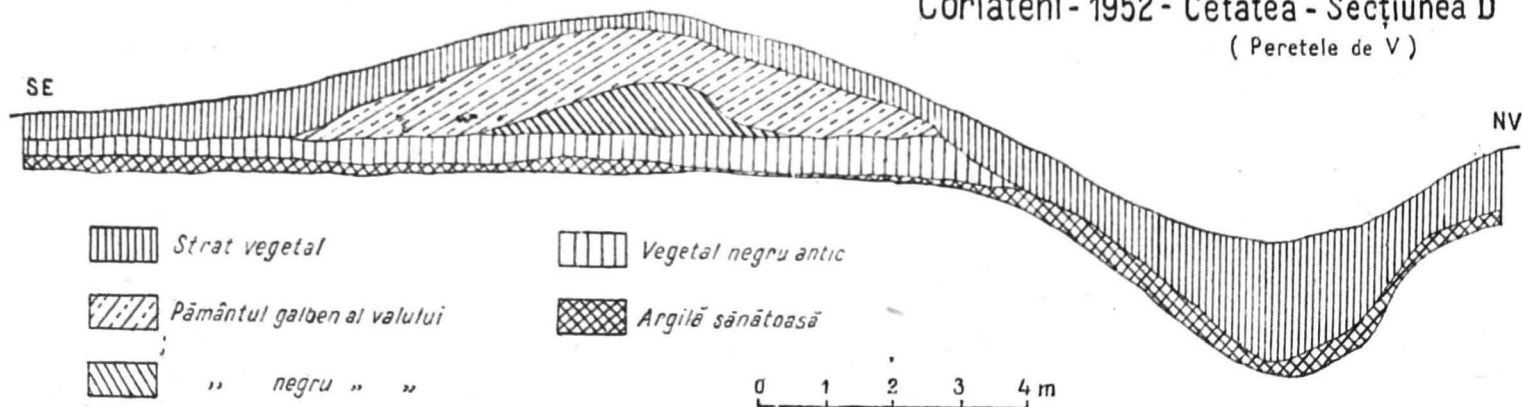 Corlăteni - 1952 - Cetatea - Secțiunea D
( Peretele de V )
SE
NV
Strat vegetal
Vegetal negru antic
Pământul galben al valului
Argilă sănătoasă
„ negru „ „
0 1 2 3 4 m